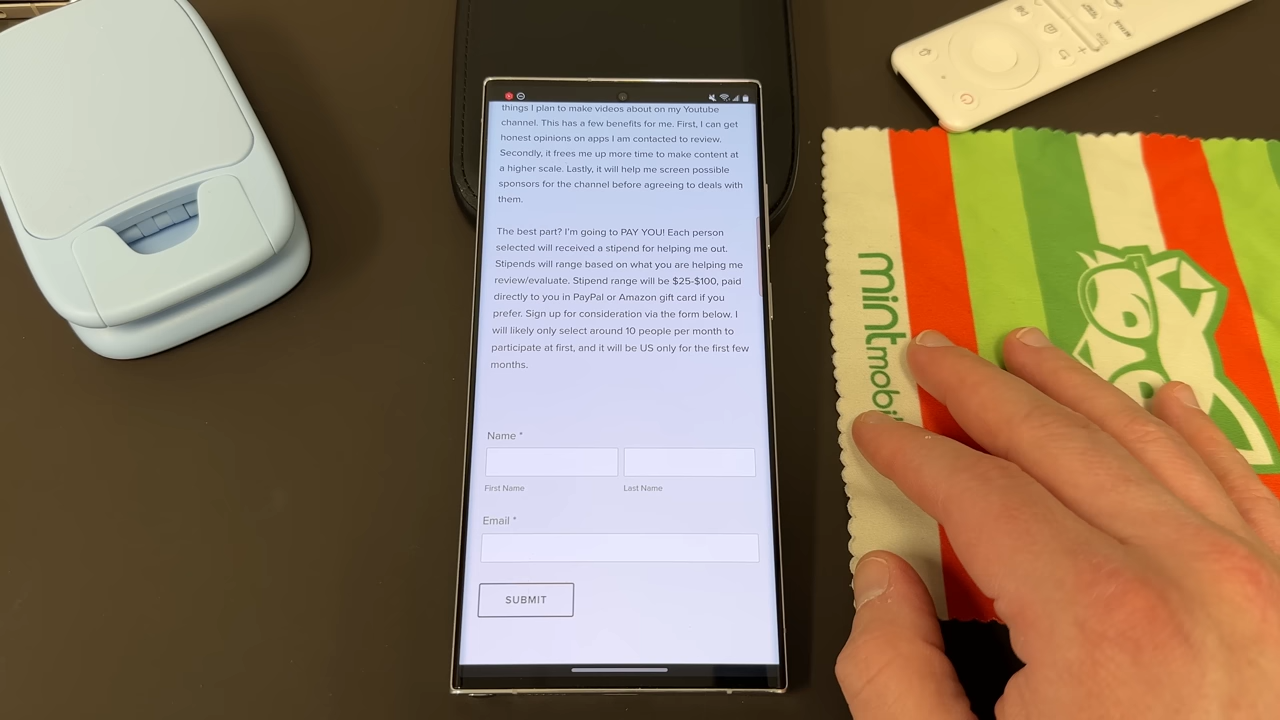 things I plan to make videos about on my Youtube
channel. This has a few benefits for me. First, I can get
honest opinions on apps I am contacted to review.
Secondly, it frees me up more time to make content at
a higher scale. Lastly, it will help me screen possible
sponsors for the channel before agreeing to deals with
them.
The best part? I'm going to PAY YOU! Each person
selected will received a stipend for helping me out.
Stipends will range based on what you are helping me
review/evaluate. Stipend range will be $25-$100, paid
directly to you in PayPal or Amazon gift card if you
prefer. Sign up for consideration via the form below. I
will likely only select around 10 people per month to
participate at first, and it will be US only for the first few
months.
Name *
First Name
Last Name
Email *
SUBMIT
mint